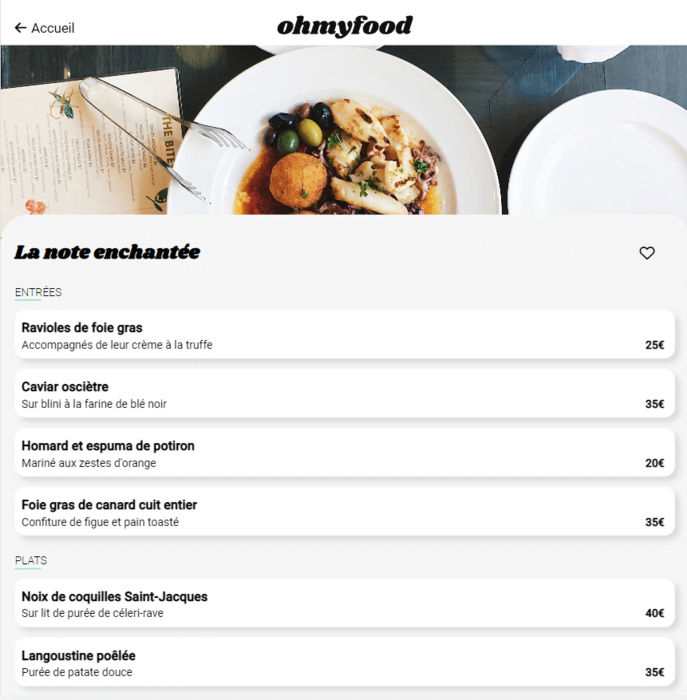 ← Accueil
ohmyfood
THE BITES
La note enchantée
ENTRÉES
Ravioles de foie gras
Accompagnés de leur crème à la truffe
25€
Caviar osciètre
Sur blini à la farine de blé noir
35€
Homard et espuma de potiron
Mariné aux zestes d'orange
20€
Foie gras de canard cuit entier
Confiture de figue et pain toasté
35€
PLATS
Noix de coquilles Saint-Jacques
Sur lit de purée de céleri-rave
40€
Langoustine poêlée
Purée de patate douce
35€